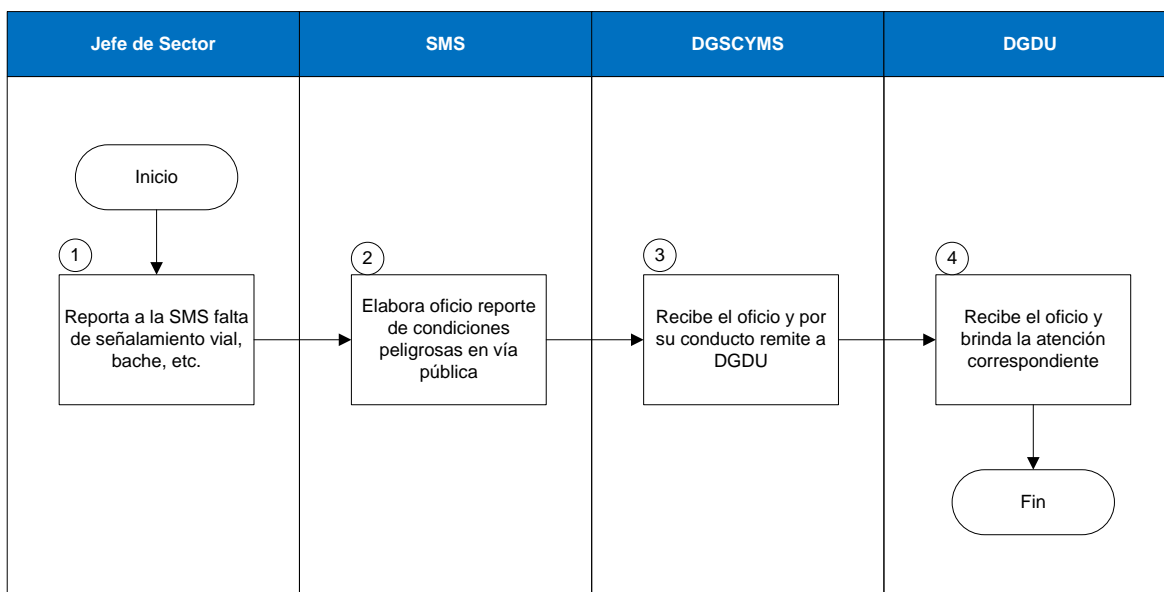 Jefe de Sector
SMS
DGSCYMS
DGDU
Inicio
1
Reporta a la SMS falta
de señalamiento vial,
bache, etc.
2
Elabora oficio reporte
de condiciones
peligrosas en vía
pública
3
Recibe el oficio y por
su conducto remite a
DGDU
4
Recibe el oficio y
brinda la atención
correspondiente
Fin